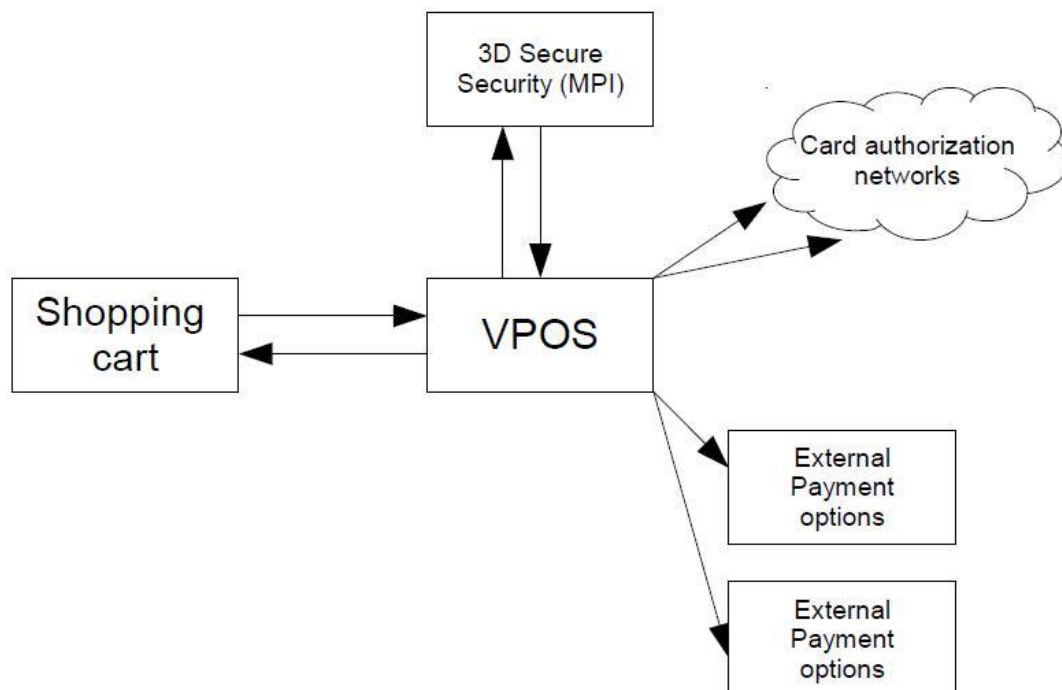 3D Secure
Security (MPI)
Card authorization
networks
Shopping
cart
VPOS
External
Payment
options
External
Payment
options